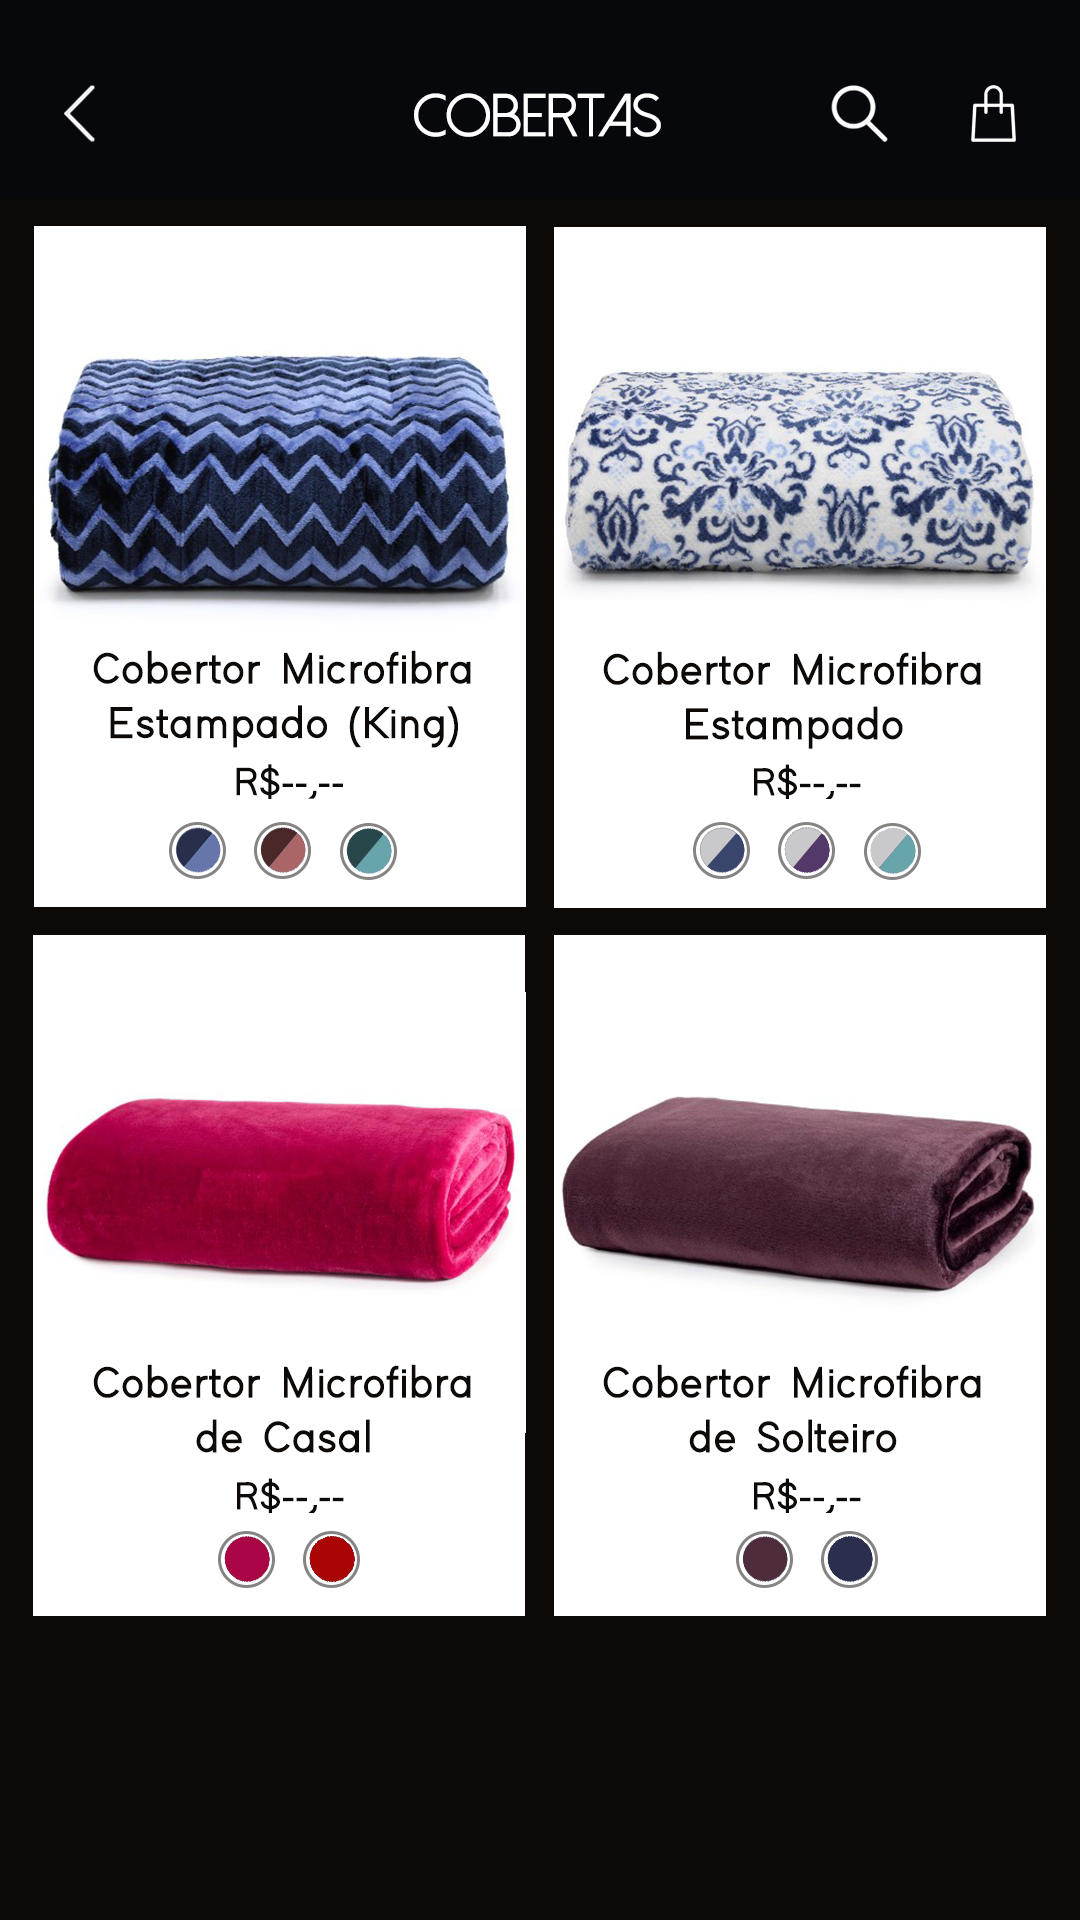 COBERTAS
Cobertor Microfibra
Estampado (King)
R$--,--
Cobertor Microfibra
Estampado
R$--,--
Cobertor Microfibra
de Casal
R$--,--
Cobertor Microfibra
de Solteiro
R$--,--